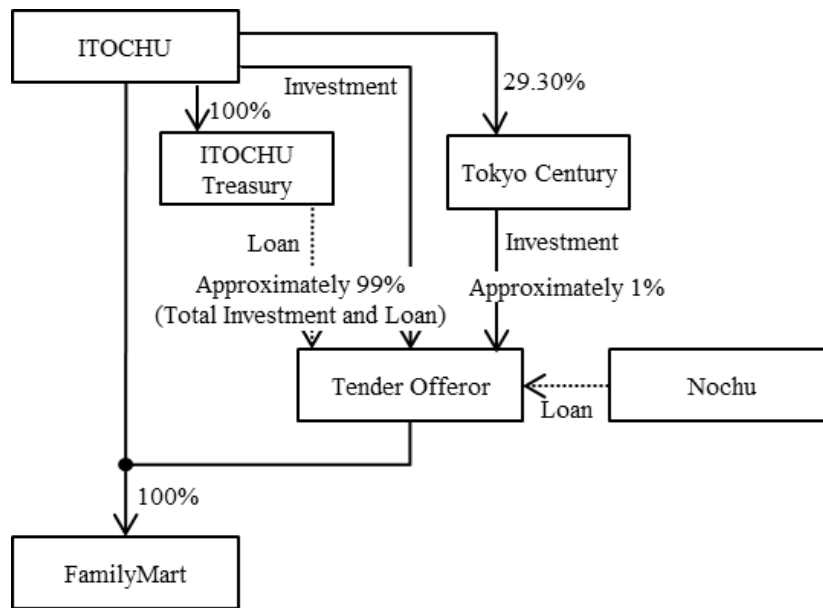 ITOCHU
Investment
29.30%
100%
ITOCHU
Treasury
Tokyo Century
Loan
Investment
Approximately 99%
(Total Investment and Loan)
Approximately 1%
Tender Offeror
Nochu
Loan
100%
FamilyMart